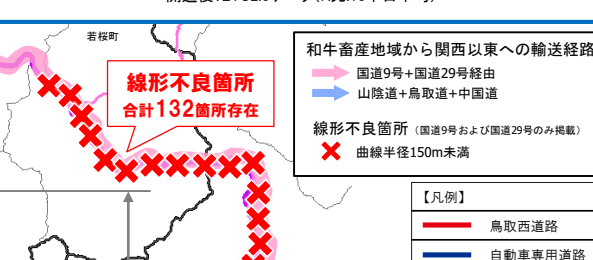 若桜町
線形不良箇所
合計132箇所存在
和牛畜産地域から関西以東への輸送経路
国道9号+国道29号経由
山陰道+鳥取道+中国道
線形不良箇所 (国道9号および国道29号のみ掲載)
曲線半径150m未満
【凡例】
鳥取西道路
自動車専用道路